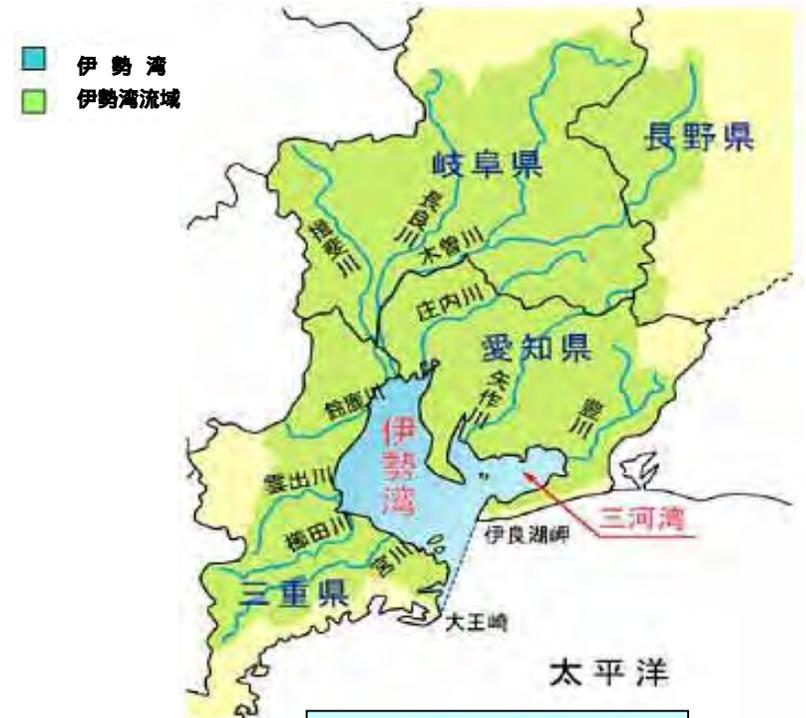 伊勢湾
伊勢湾流域
長野県
岐阜県
揖斐川
長良川
木曽川
庄内川
愛知県
矢作川
豊川
鈴鹿川
伊勢湾
雲出川
三河湾
櫛田川
伊良湖岬
宮川
三重県
大王崎
太平洋